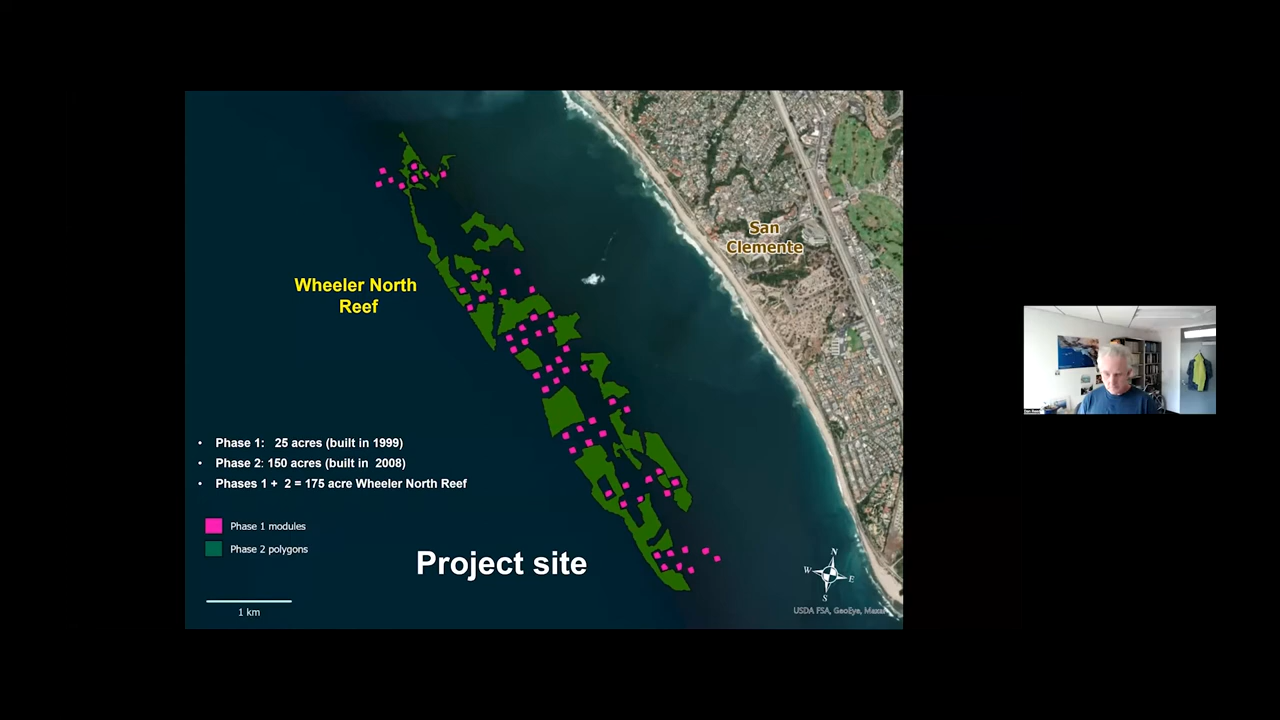 San
Clemente
Wheeler North
Reef
• Phase 1: 25 acres (built in 1999)
• Phase 2: 150 acres (built in 2008)
• Phases 1 + 2 = 175 acre Wheeler North Reef
Phase 1 modules
Phase 2 polygons
Project site
1 km
N
W
E
S
USDA FSA, GeoEye, Maxar